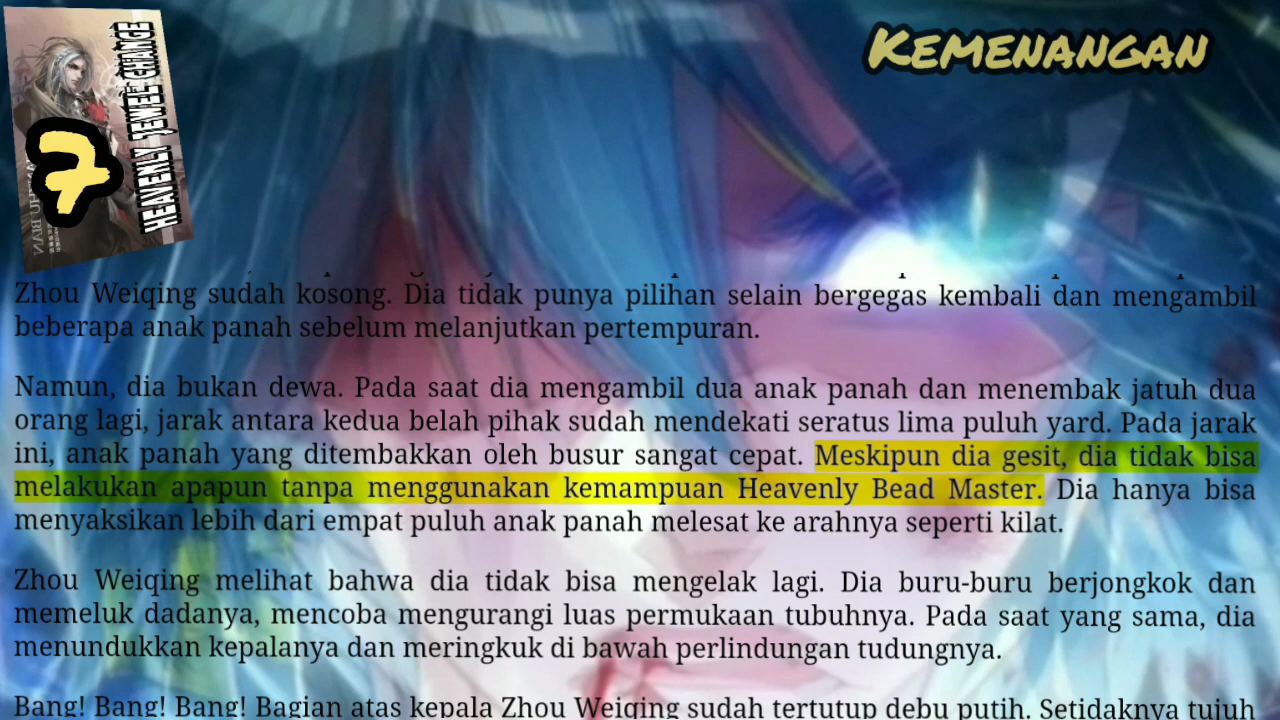 Kemenangan
HEAVENLY JEWEL CHANGE
7
Zhou Weiqing sudah kosong. Dia tidak punya pilihan selain bergegas kembali dan mengambil
beberapa anak panah sebelum melanjutkan pertempuran.
Namun, dia bukan dewa. Pada saat dia mengambil dua anak panah dan menembak jatuh dua
orang lagi, jarak antara kedua belah pihak sudah mendekati seratus lima puluh yard. Pada jarak
ini, anak panah yang ditembakkan oleh busur sangat cepat. Meskipun dia gesit, dia tidak bisa
melakukan apapun tanpa menggunakan kemampuan Heavenly Bead Master. Dia hanya bisa
menyaksikan lebih dari empat puluh anak panah melesat ke arahnya seperti kilat.
Zhou Weiqing melihat bahwa dia tidak bisa mengelak lagi. Dia buru-buru berjongkok dan
memeluk dadanya, mencoba mengurangi luas permukaan tubuhnya. Pada saat yang sama, dia
menundukkan kepalanya dan meringkuk di bawah perlindungan tudungnya.
Bang! Bang! Bang! Bagian atas kepala Zhou Weiqing sudah tertutup debu putih. Setidaknya tujuh